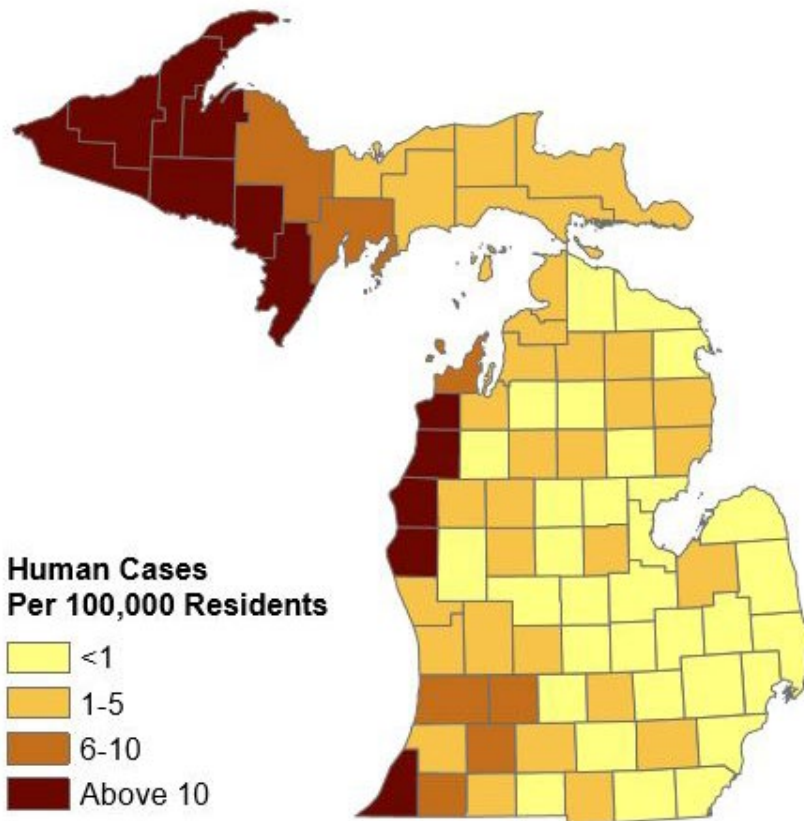 Human Cases
Per 100,000 Residents
<1
1-5
6-10
Above 10